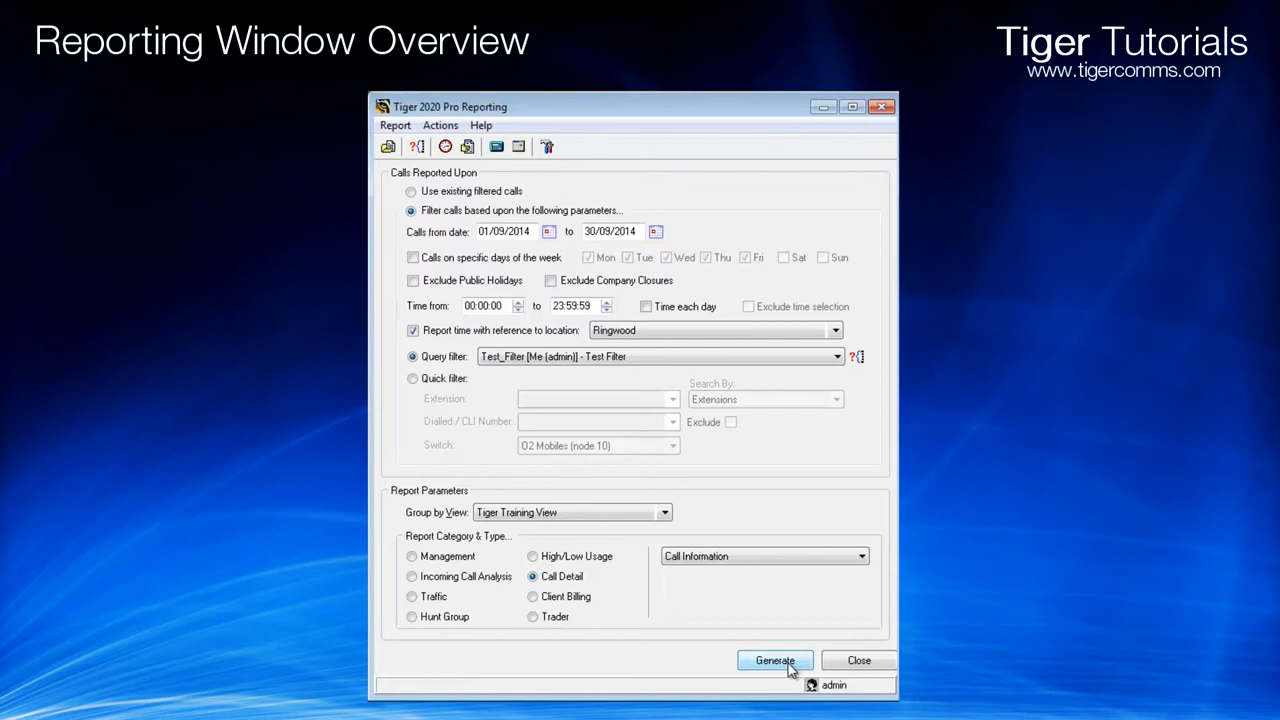 Reporting Window Overview
Tiger Tutorials
www.tigercomms.com
Tiger 2020 Pro Reporting
Report Actions Help
Calls Reported Upon
Use existing filtered calls
Filter calls based upon the following parameters...
Calls from date: 01/09/2014 to 30/09/2014
Calls on specific days of the week Mon Tue Wed Thu Fri Sat Sun
Exclude Public Holidays Exclude Company Closures
Time from: 00:00:00 to 23:59:59 Time each day Exclude time selection
Report time with reference to location: Ringwood
Query filter: Test_Filter [Me (admin)] - Test Filter ?{}
Quick filter:
Search By:
Extension: Extensions
Dialled / CLI Number: Exclude
Switch: O2 Mobiles (node 10)
Report Parameters
Group by View: Tiger Training View
Report Category & Type...
Management High/Low Usage Call Information
Incoming Call Analysis Call Detail
Traffic Client Billing
Hunt Group Trader
Generate Close
admin